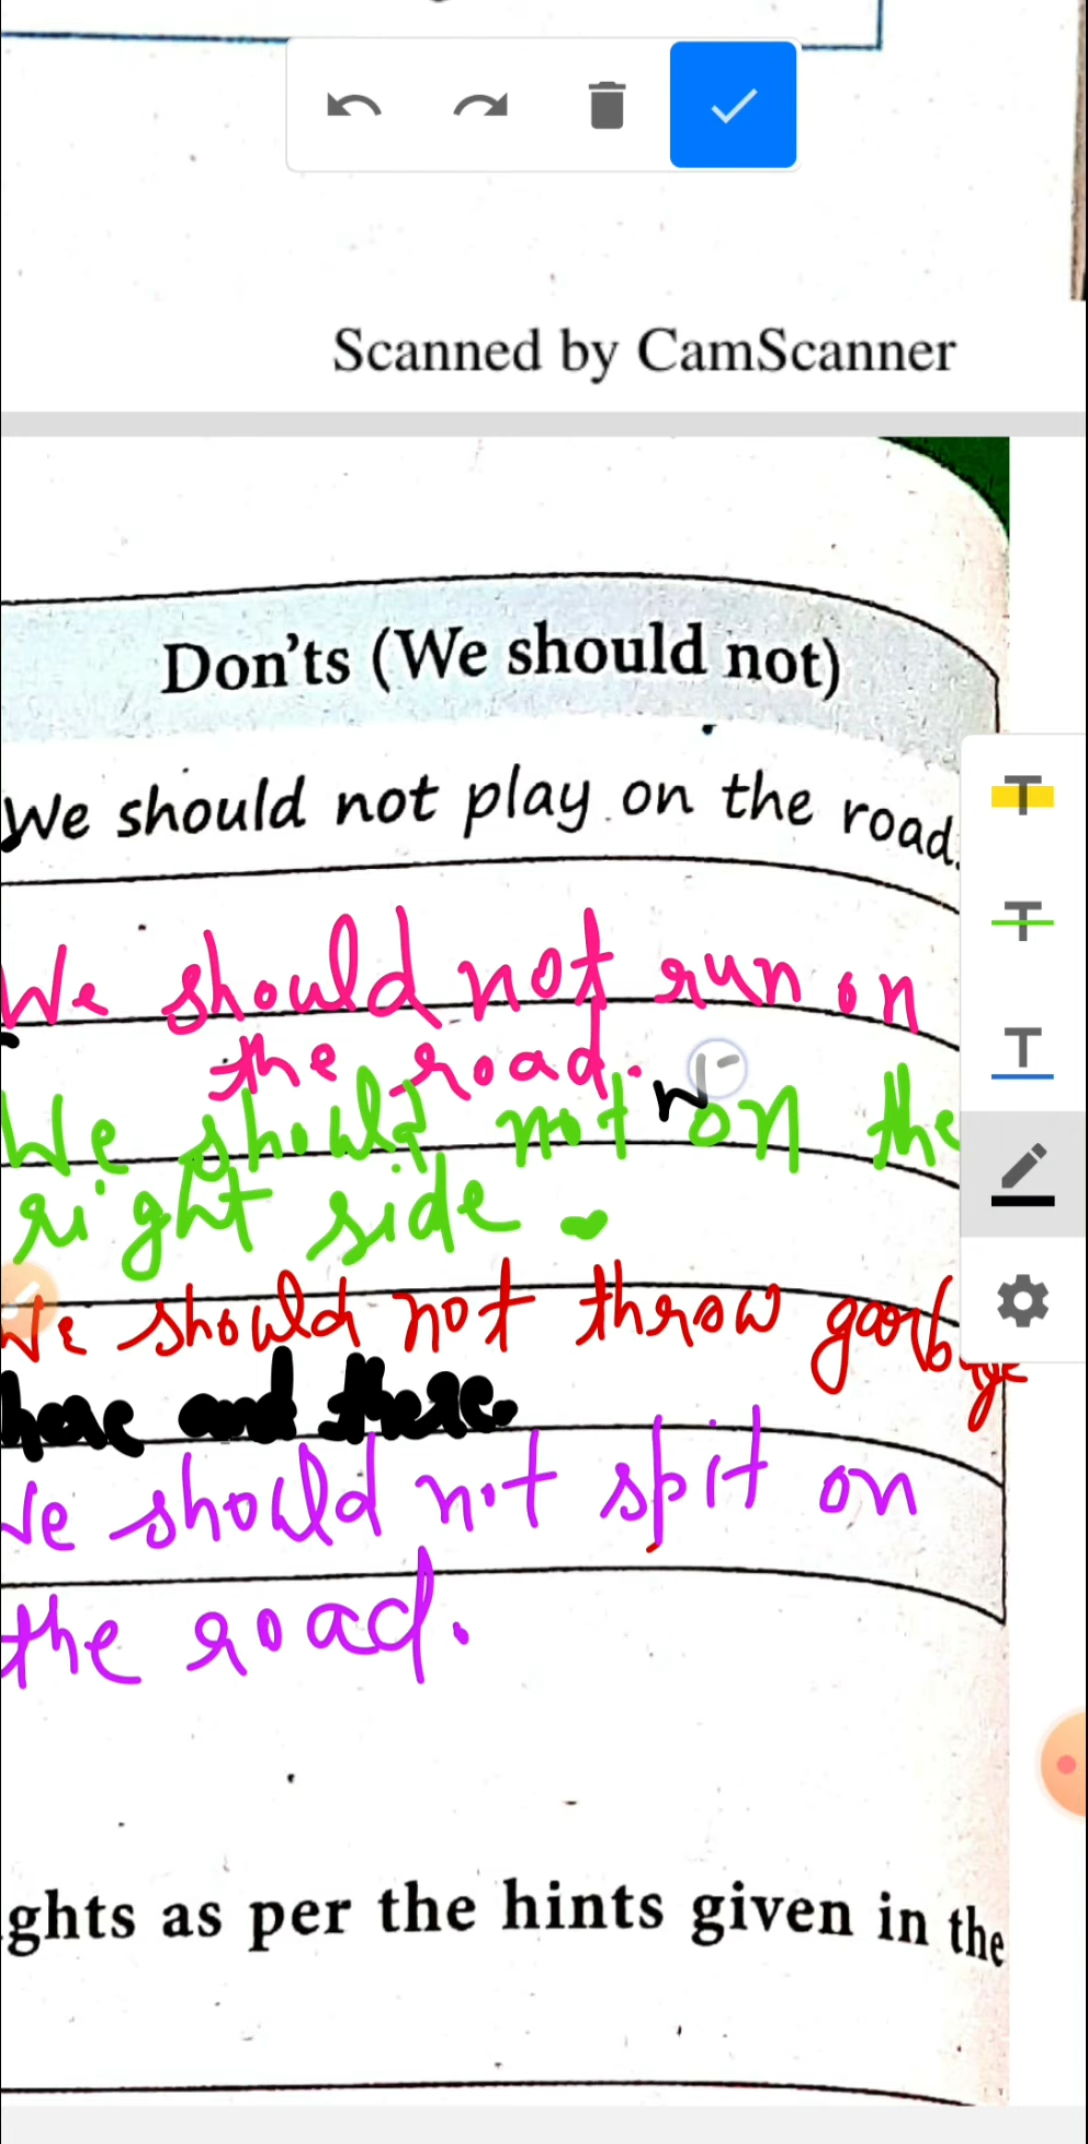 Scanned by CamScanner
Don'ts (We should not)
We should not play on the road.
We should not run on
the road.
We should not on the
right side.
We should not throw garbage
here and there.
We should not spit on
the road.
ghts as per the hints given in the